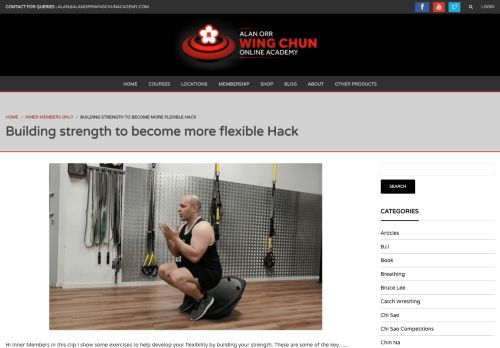 CONTACT FOR QUERIES : ALAN@ALANORRWINGCHUNACADEMY.COM
LOGIN
ALAN ORR
WING CHUN
ONLINE ACADEMY
HOME COURSES LOCATIONS MEMBERSHIP SHOP BLOG ABOUT OTHER PRODUCTS
HOME / INNER MEMBERS ONLY / BUILDING STRENGTH TO BECOME MORE FLEXIBLE HACK
Building strength to become more flexible Hack
SEARCH
CATEGORIES
Articles
BJJ
Book
Breathing
Bruce Lee
Catch Wrestling
Chi Sao
Chi Sao Competitions
Chin Na
Hi Inner Members In this clip I show some exercises to help develop your flexibility by building your strength. These are some of the key......